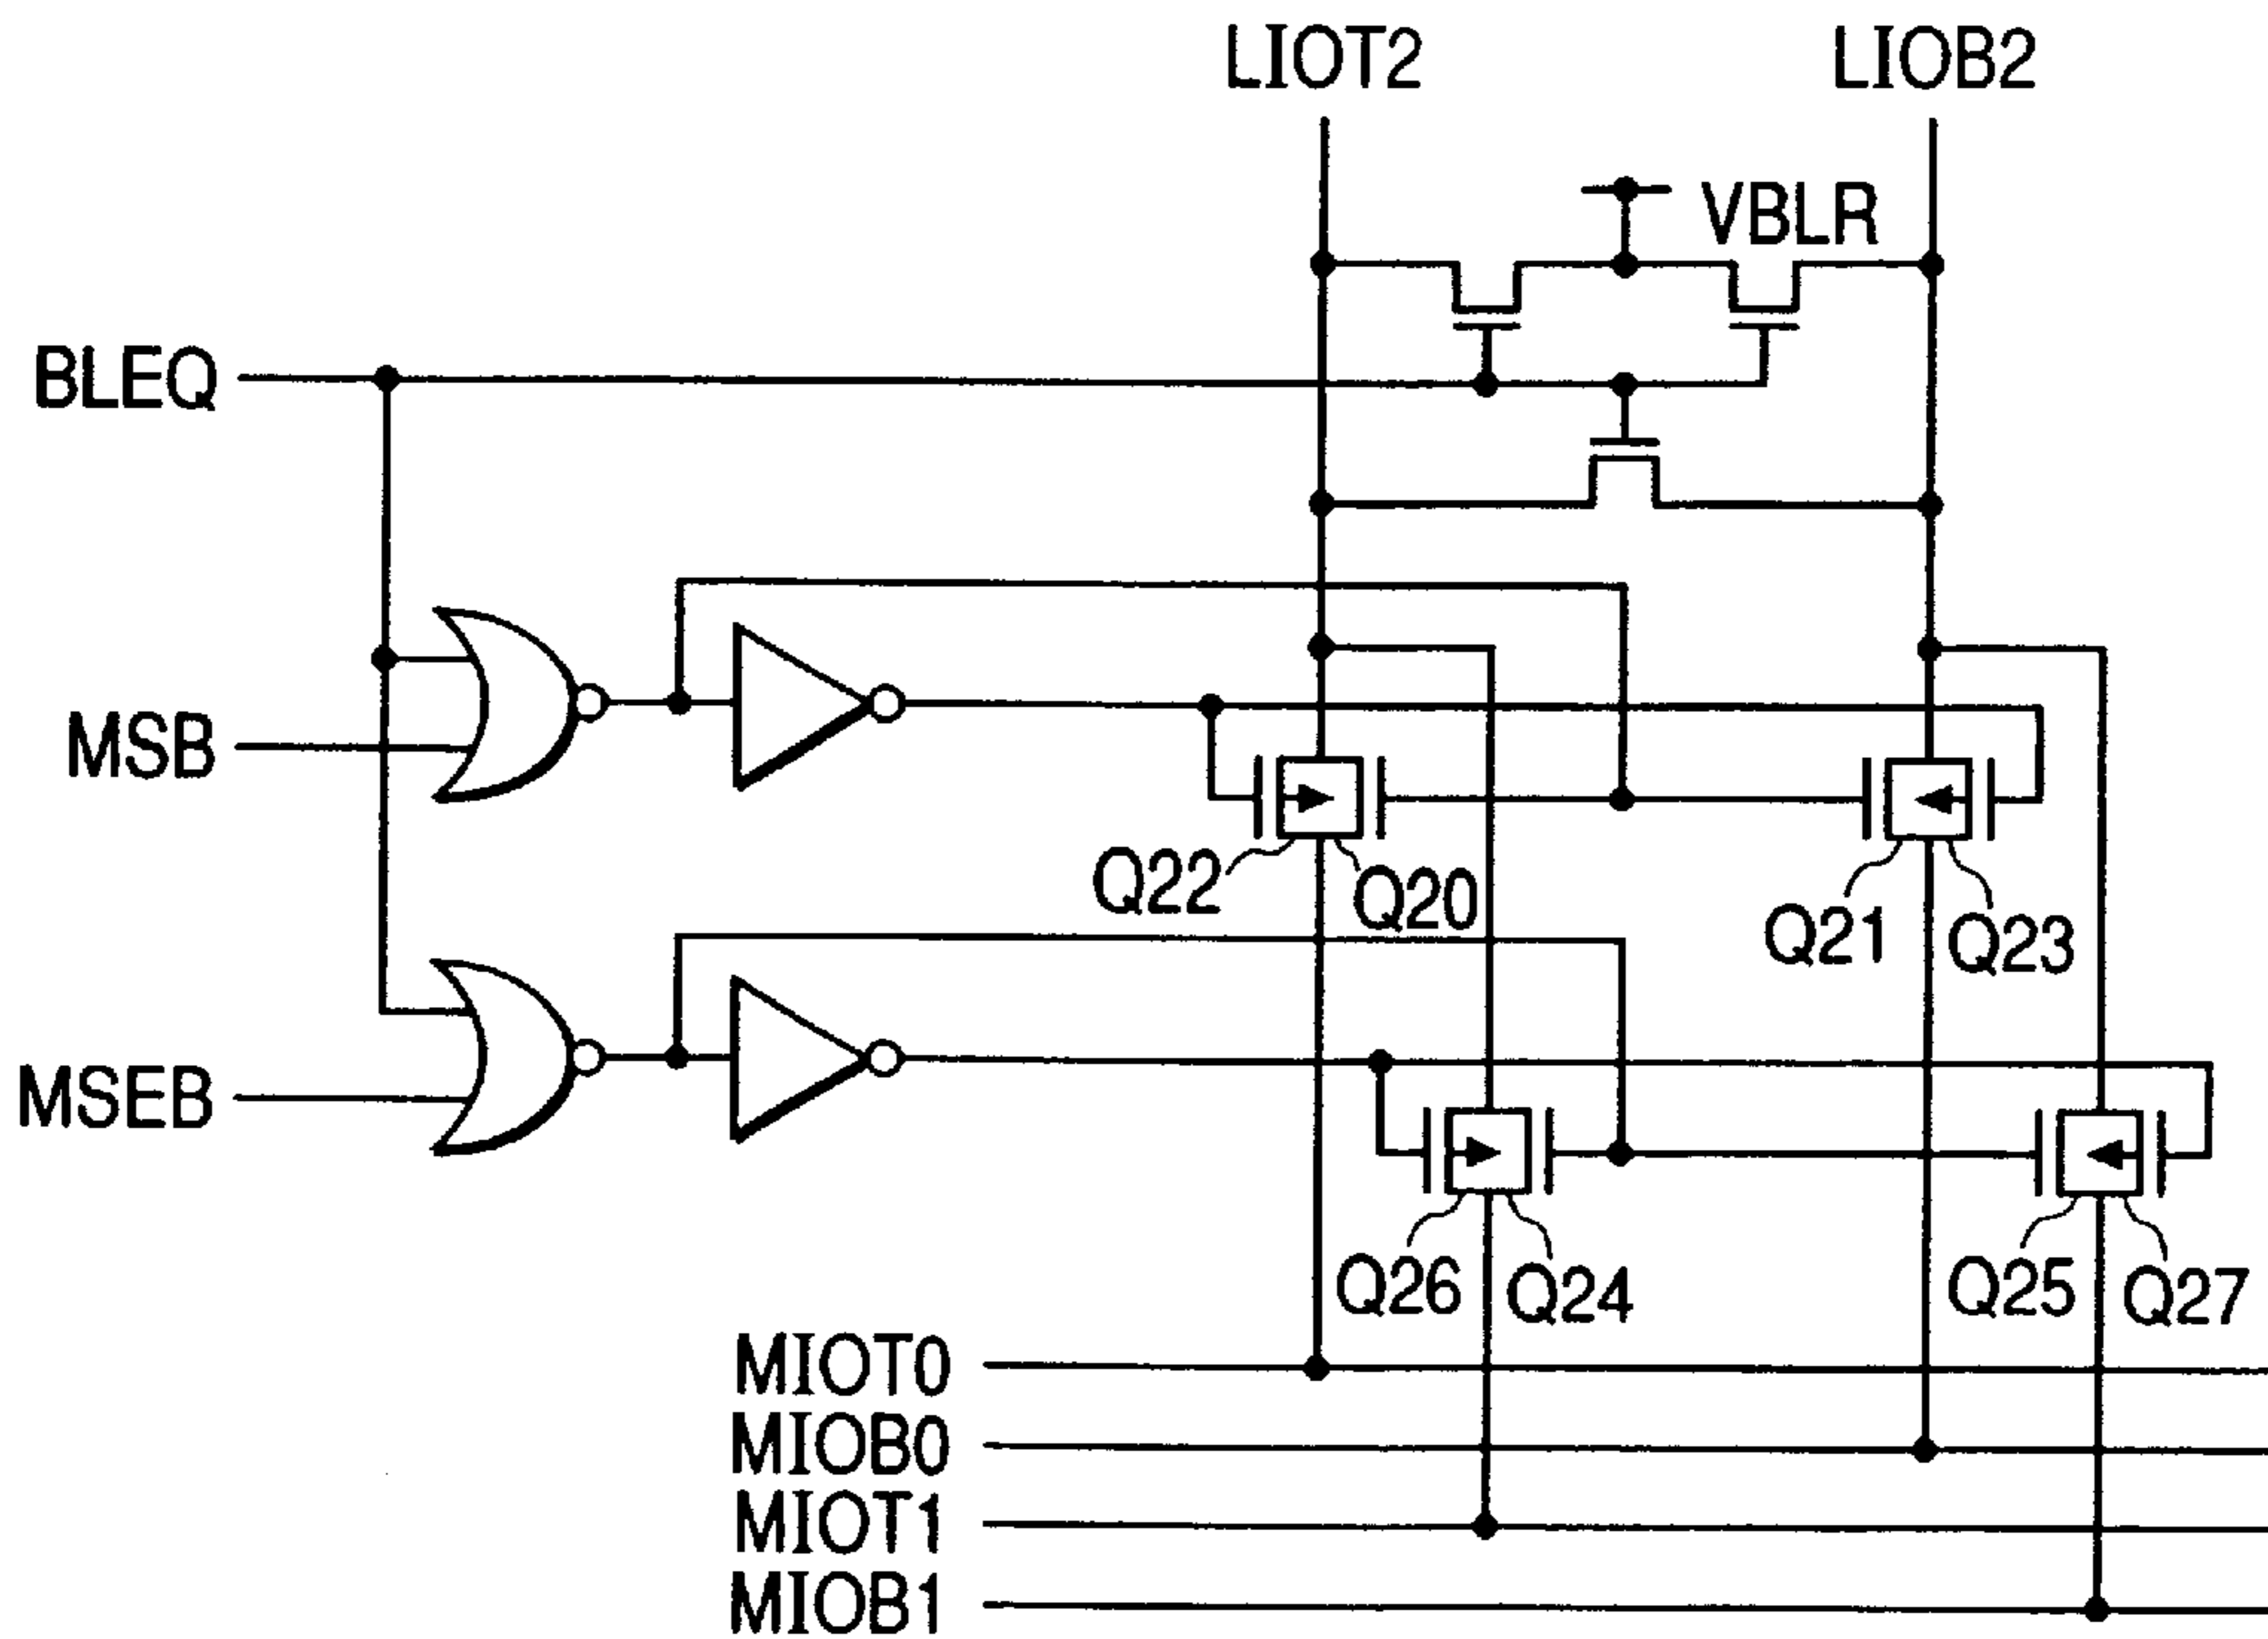 LIOT2
LIOB2
VBLR
BLEQ
MSB
Q22
Q20
Q21
Q23
MSEB
Q26
Q24
Q25
Q27
MIOT0
MIOB0
MIOT1
MIOB1